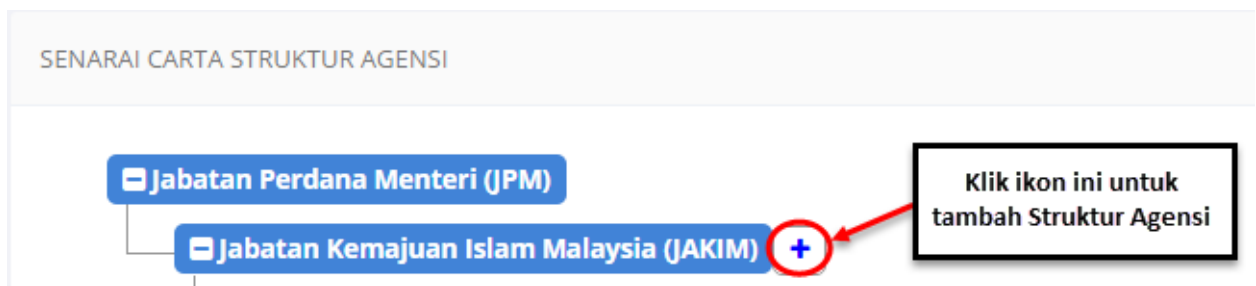 SENARAI CARTA STRUKTUR AGENSI
Jabatan Perdana Menteri (JPM)
Klik ikon ini untuk
tambah Struktur Agensi
Jabatan Kemajuan Islam Malaysia (JAKIM)